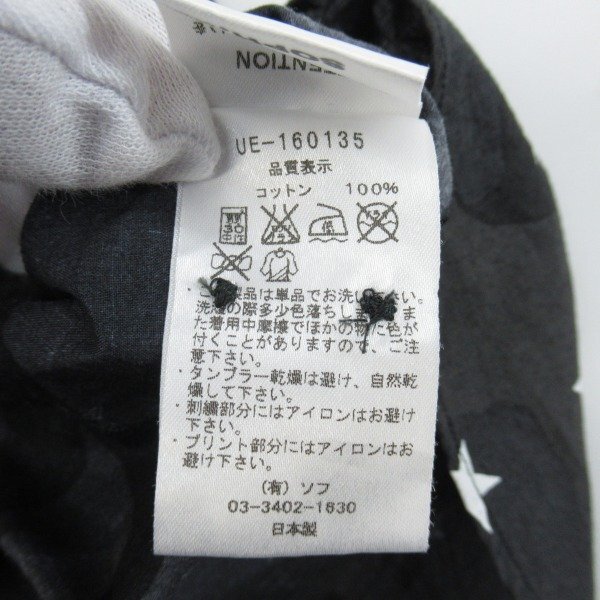 TENTION
UE-160135
品質表示
コットン 100%
低
製品は単品でお洗い さい。
洗濯の際多少色落ちし ま
た着用中摩擦でほかの物に色が
付くことがありますので、ご注
意下さい。
・タンブラー乾燥は避け、自然乾
燥して下さい。
・刺繍部分にはアイロンはお避け
下さい。
・プリント部分にはアイロンはお
避け下さい。
(有) ソフ
03-3402-1630
日本製